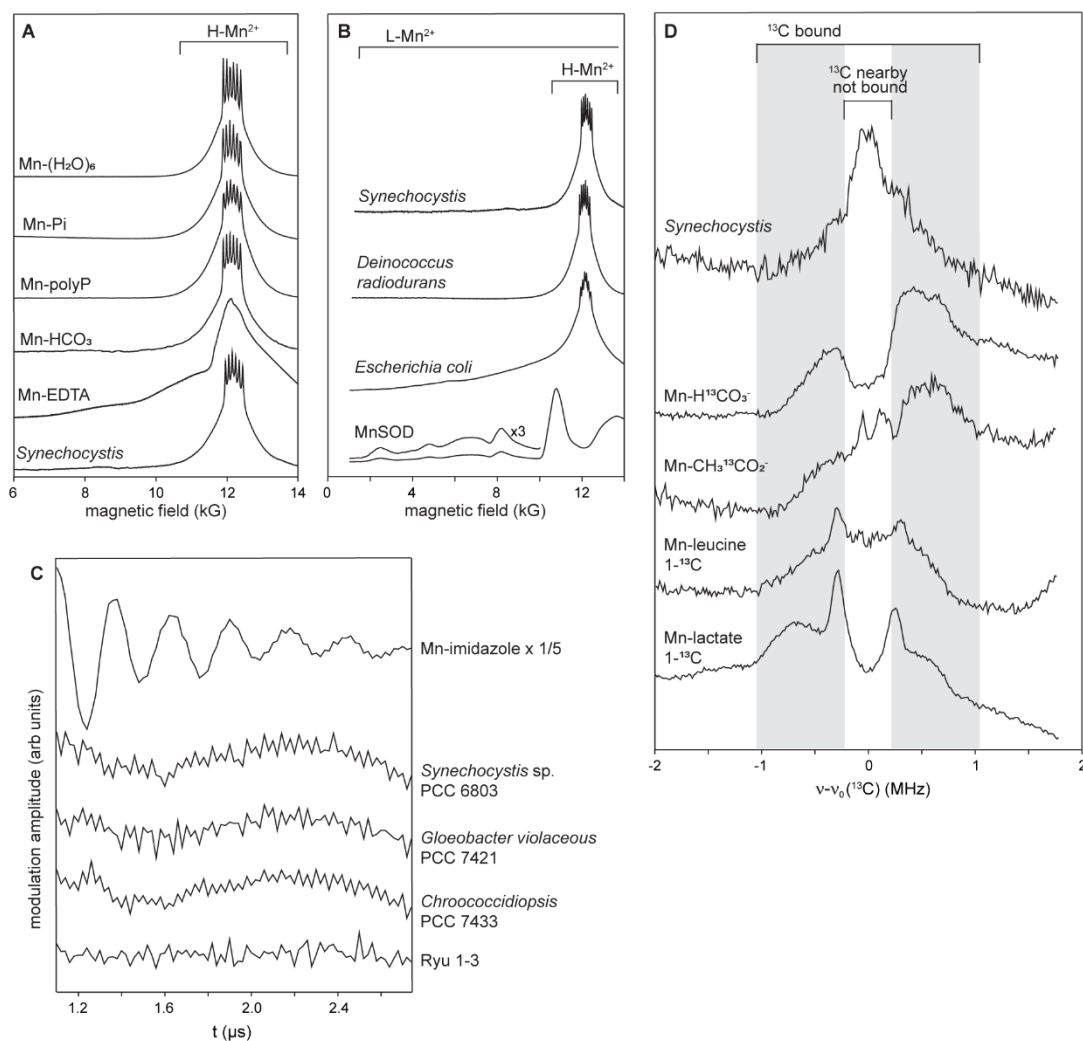 A
H-Mn²⁺
Mn-(H₂O)₆
Mn-Pi
Mn-polyP
Mn-HCO₃
Mn-EDTA
Synechocystis
6 8 10 12 14
magnetic field (kG)
B
L-Mn²⁺
H-Mn²⁺
Synechocystis
Deinococcus
radiodurans
Escherichia coli
MnSOD
x3
4 8 12
magnetic field (kG)
C
modulation amplitude (arb units)
Mn-imidazole x 1/5
Synechocystis sp.
PCC 6803
Gloeobacter violaceous
PCC 7421
Chroococcidiopsis
PCC 7433
Ryu 1-3
1.2 1.6 2.0 2.4
t (µs)
D
¹³C bound
¹³C nearby
not bound
Synechocystis
Mn-H¹³CO₃⁻
Mn-CH₃¹³CO₂⁻
Mn-leucine
1-¹³C
Mn-lactate
1-¹³C
-2 -1 0 1 2
ν-ν₀(¹³C) (MHz)